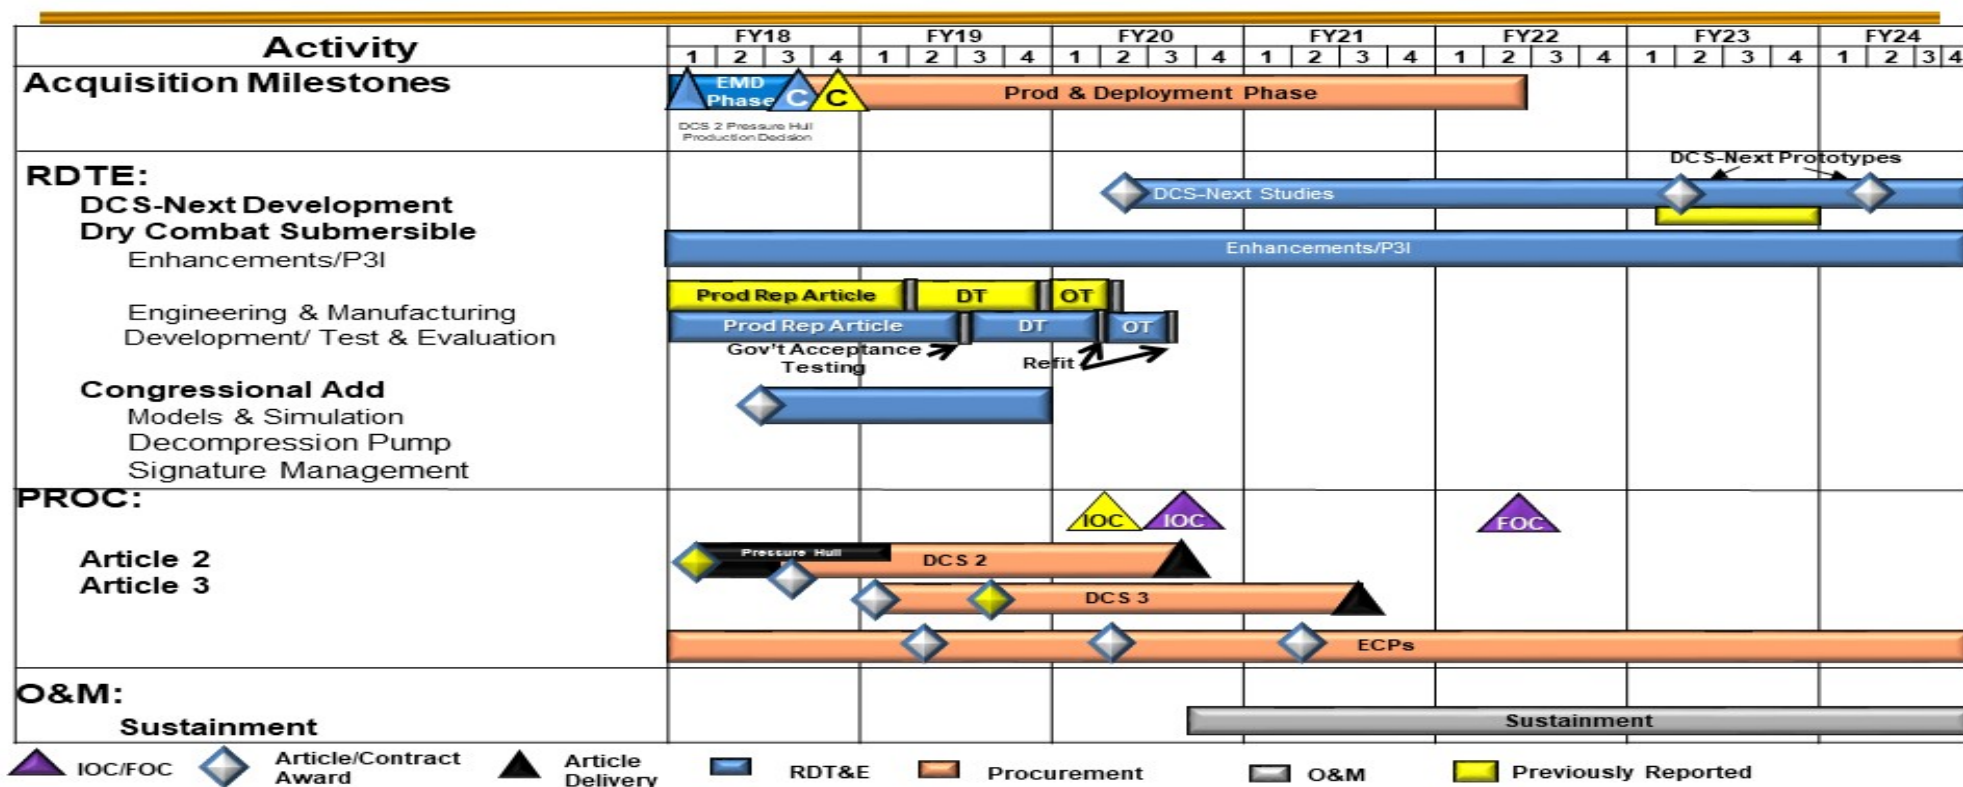 Activity
FY18 FY19 FY20 FY21 FY22 FY23 FY24
1 2 3 4 1 2 3 4 1 2 3 4 1 2 3 4 1 2 3 4 1 2 3 4 1 2 3 4
Acquisition Milestones
EMD
Phase
C
C
Prod & Deployment Phase
DCS 2 Pressure Hull
Production Decision
RDTE:
DCS-Next Prototypes
DCS-Next Development
DCS-Next Studies
Dry Combat Submersible
Enhancements/P3I
Enhancements/P3I
Prod Rep Article DT OT
Engineering & Manufacturing
Development/ Test & Evaluation
Prod Rep Article DT OT
Gov't Acceptance
Testing
Refit
Congressional Add
Models & Simulation
Decompression Pump
Signature Management
PROC:
IOC IOC FOC
Article 2
Pressure Hull
DCS 2
Article 3
DCS 3
ECPs
O&M:
Sustainment
Sustainment
IOC/FOC
Article/Contract
Award
Article
Delivery
RDT&E
Procurement
O&M
Previously Reported